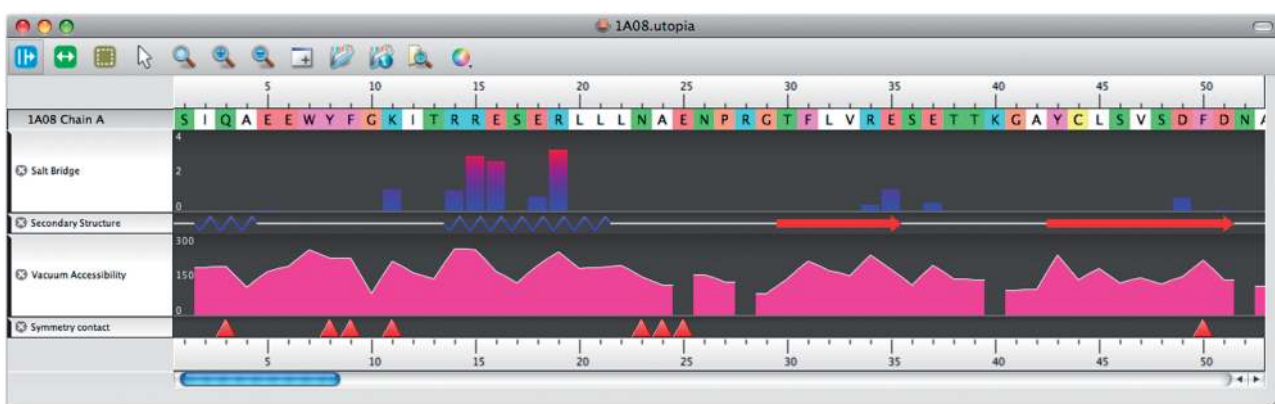 1A08.utopia
5 10 15 20 25 30 35 40 45 50
1A08 Chain A S I Q A E E W Y F G K I T R R E S E R L L L N A E N P R G T F L V R E S E T T K G A Y C L S V S D F D N A
4
Salt Bridge 2
0
Secondary Structure
300
Vacuum Accessibility 150
0
Symmetry contact
5 10 15 20 25 30 35 40 45 50